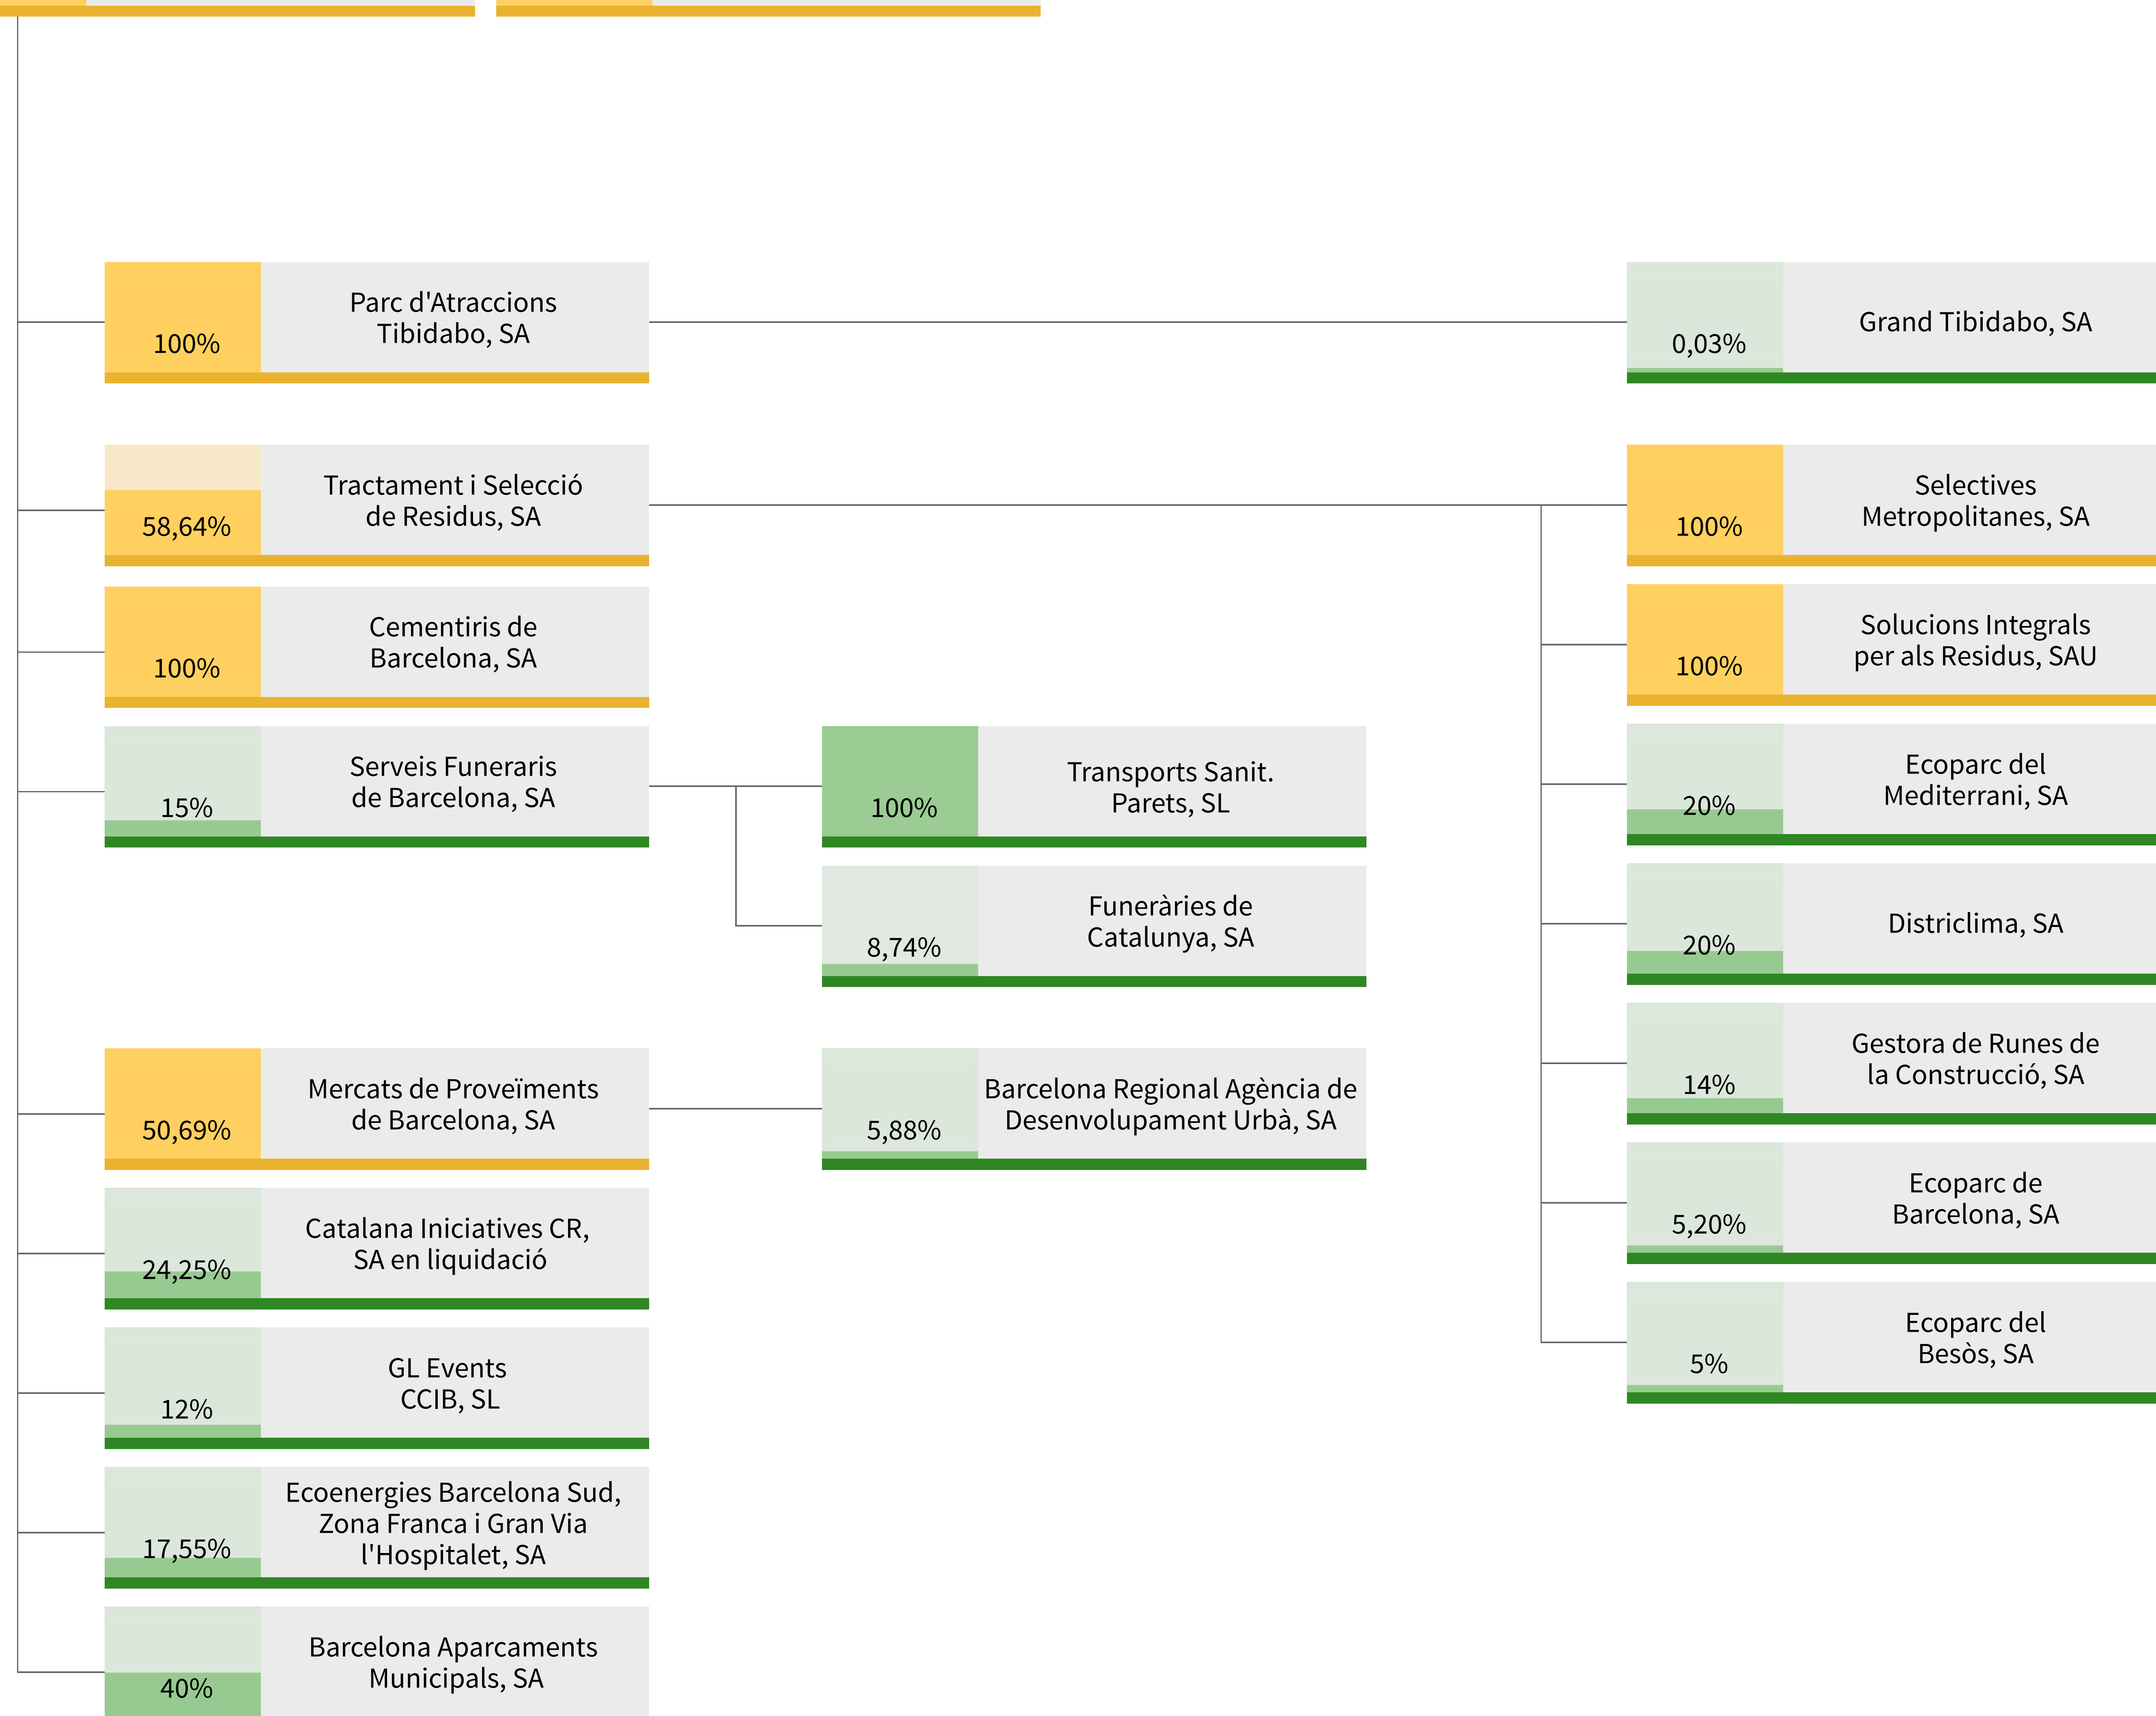 100%
Parc d'Atraccions
Tibidabo, SA
0,03%
Grand Tibidabo, SA
58,64%
Tractament i Selecció
de Residus, SA
100%
Selectives
Metropolitanes, SA
100%
Cementiris de
Barcelona, SA
100%
Solucions Integrals
per als Residus, SAU
15%
Serveis Funeraris
de Barcelona, SA
100%
Transports Sanit.
Parets, SL
20%
Ecoparc del
Mediterrani, SA
8,74%
Funeràries de
Catalunya, SA
20%
Districlima, SA
50,69%
Mercats de Proveïments
de Barcelona, SA
5,88%
Barcelona Regional Agència de
Desenvolupament Urbà, SA
14%
Gestora de Runes de
la Construcció, SA
24,25%
Catalana Iniciatives CR,
SA en liquidació
5,20%
Ecoparc de
Barcelona, SA
12%
GL Events
CCIB, SL
5%
Ecoparc del
Besòs, SA
17,55%
Ecoenergies Barcelona Sud,
Zona Franca i Gran Via
l'Hospitalet, SA
40%
Barcelona Aparcaments
Municipals, SA